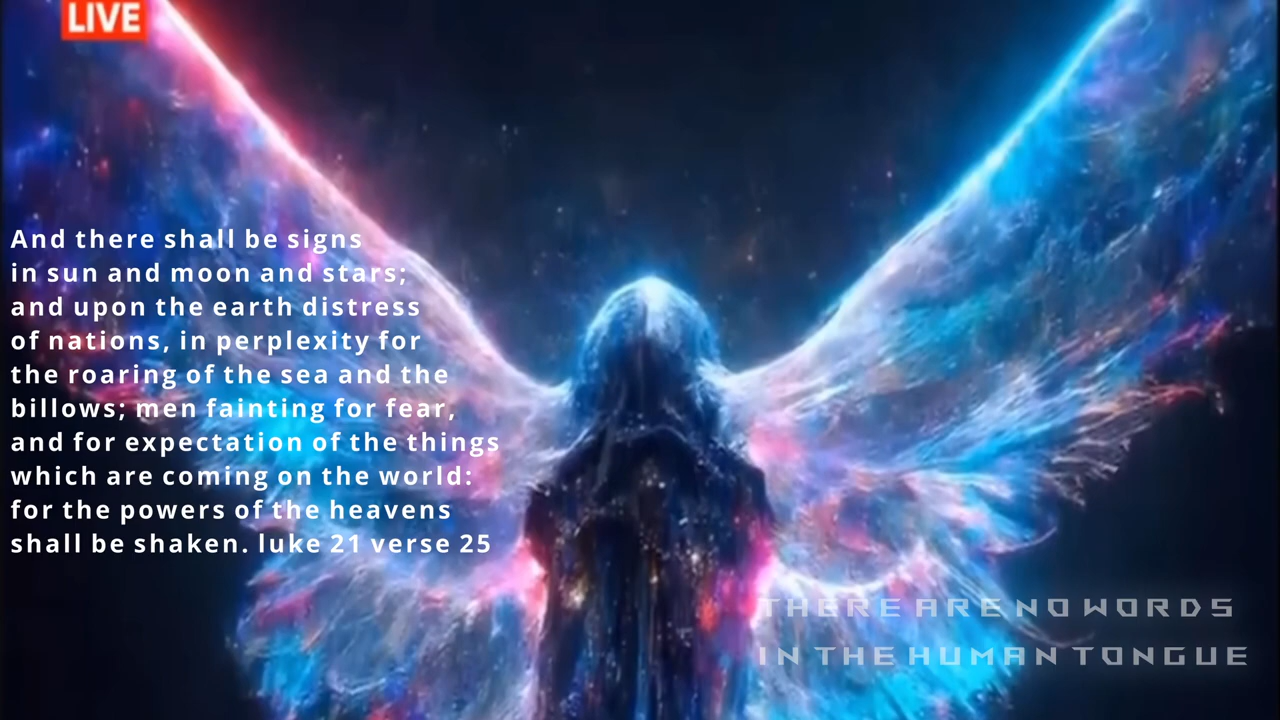 LIVE
And there shall be signs
in sun and moon and stars;
and upon the earth distress
of nations, in perplexity for
the roaring of the sea and the
billows; men fainting for fear,
and for expectation of the things
which are coming on the world:
for the powers of the heavens
shall be shaken. luke 21 verse 25
THERE ARE NO WORDS
IN THE HUMAN TONGUE